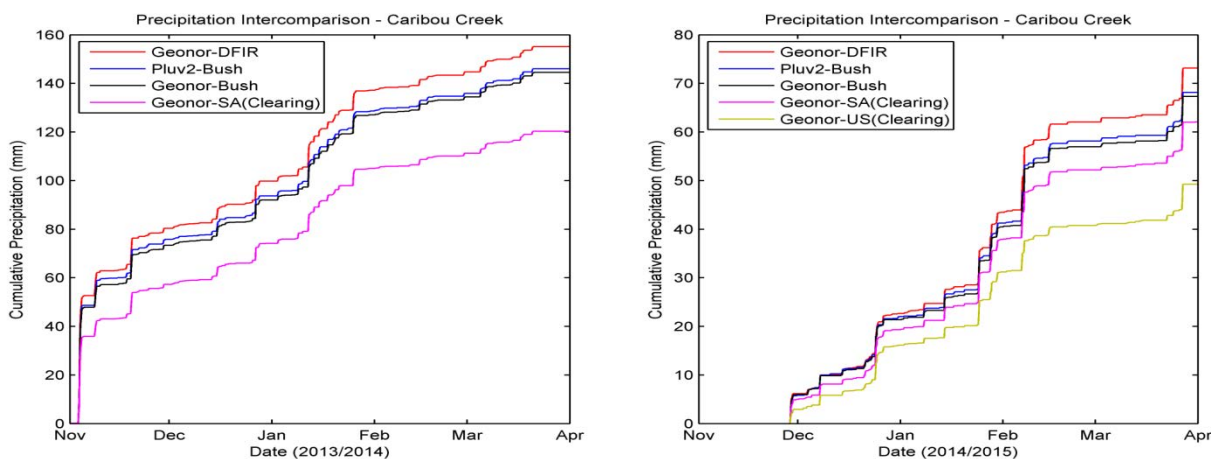 Precipitation Intercomparison - Caribou Creek
Cumulative Precipitation (mm)
160
140
120
100
80
60
40
20
0
Geonor-DFIR
Pluv2-Bush
Geonor-Bush
Geonor-SA(Clearing)
Nov Dec Jan Feb Mar Apr
Date (2013/2014)
Precipitation Intercomparison - Caribou Creek
Cumulative Precipitation (mm)
80
70
60
50
40
30
20
10
0
Geonor-DFIR
Pluv2-Bush
Geonor-Bush
Geonor-SA(Clearing)
Geonor-US(Clearing)
Nov Dec Jan Feb Mar Apr
Date (2014/2015)